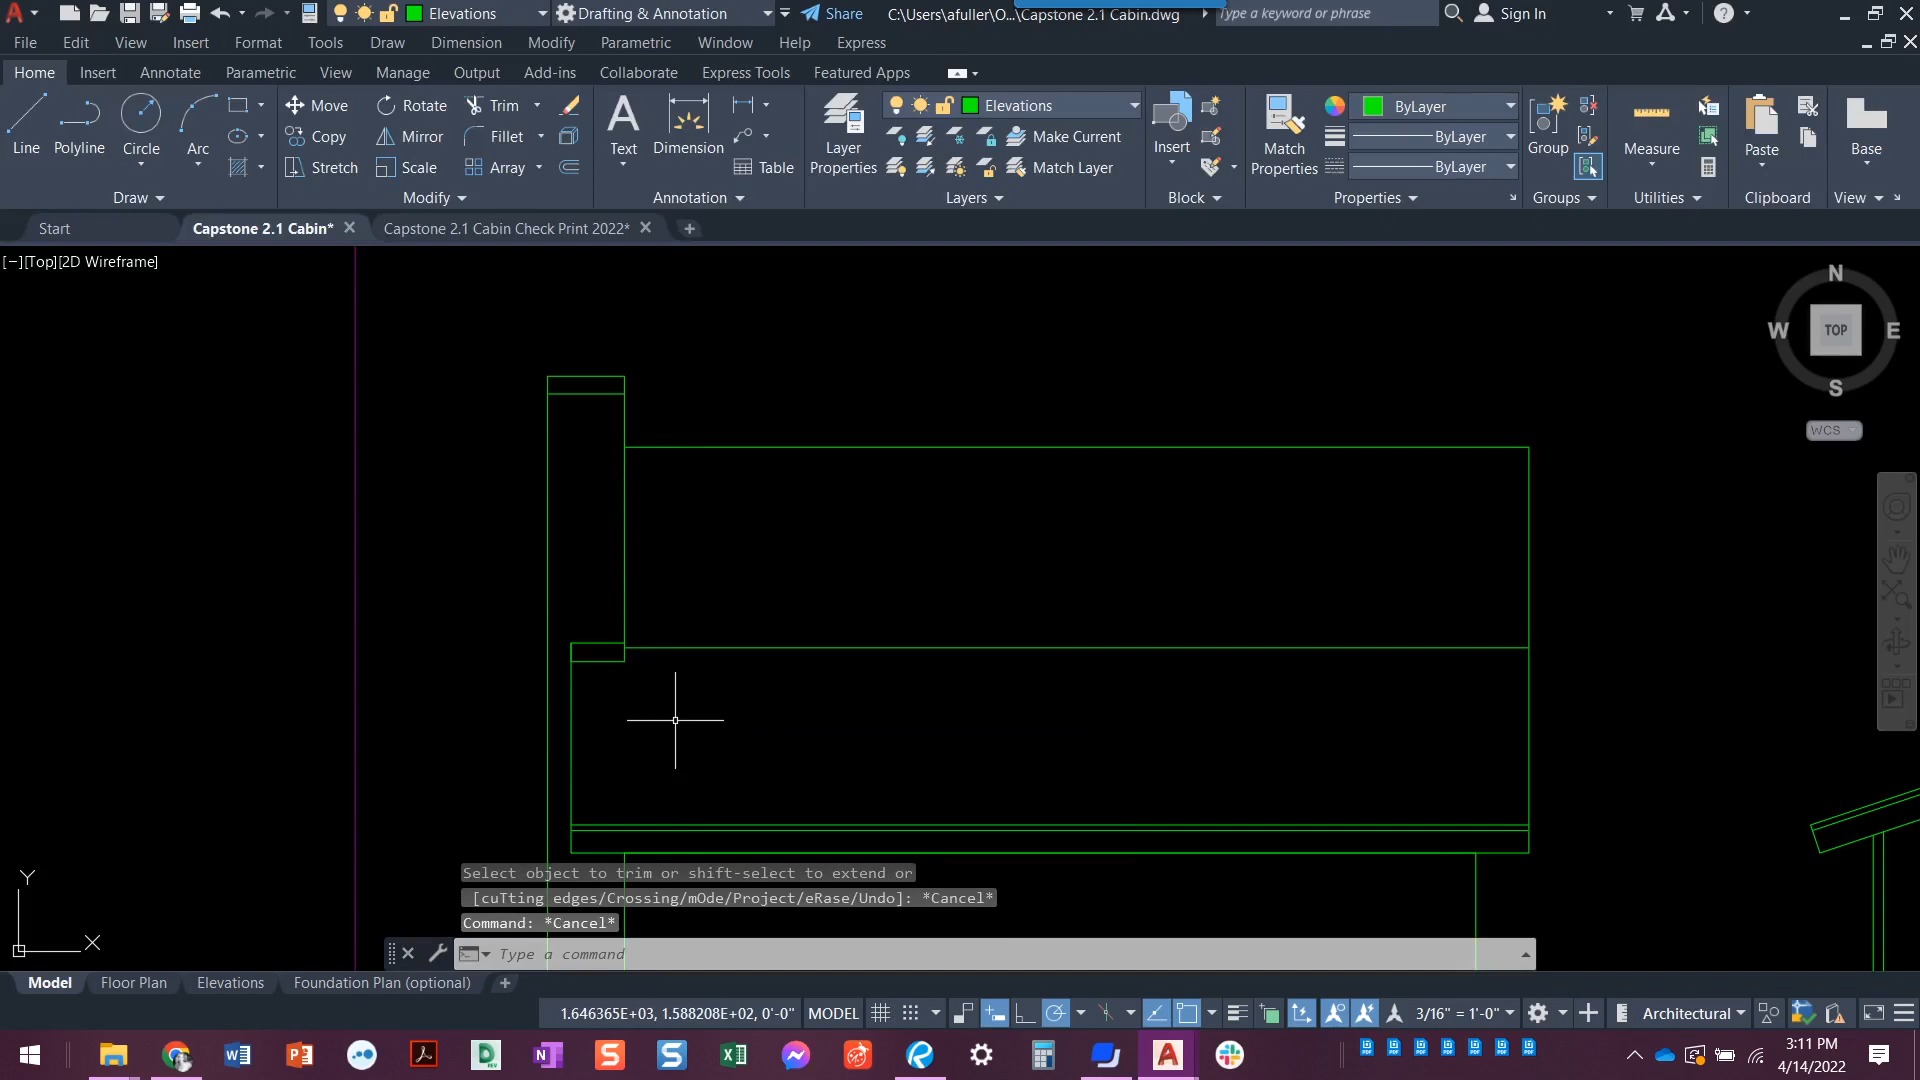 Elevations Drafting & Annotation Share C:\Users\afuller\O...\Capstone 2.1 Cabin.dwg Type a keyword or phrase Sign In
File Edit View Insert Format Tools Draw Dimension Modify Parametric Window Help Express
Home Insert Annotate Parametric View Manage Output Add-ins Collaborate Express Tools Featured Apps
Move Rotate Trim Elevations ByLayer
Line Polyline Circle Arc Copy Mirror Fillet Text Dimension Make Current Insert ByLayer Group Measure Paste Base
Stretch Scale Array Table Layer Properties Match Layer Match Properties ByLayer
Draw Modify Annotation Layers Block Properties Groups Utilities Clipboard View
Start Capstone 2.1 Cabin* Capstone 2.1 Cabin Check Print 2022*
[−][Top][2D Wireframe]
N
W TOP E
S
WCS
Y
X
Select object to trim or shift-select to extend or
[cuTting edges/Crossing/mOde/Project/eRase/Undo]: *Cancel*
Command: *Cancel*
Type a command
Model Floor Plan Elevations Foundation Plan (optional)
1.646365E+03, 1.588208E+02, 0'-0" MODEL 3/16" = 1'-0" Architectural
3:11 PM
4/14/2022